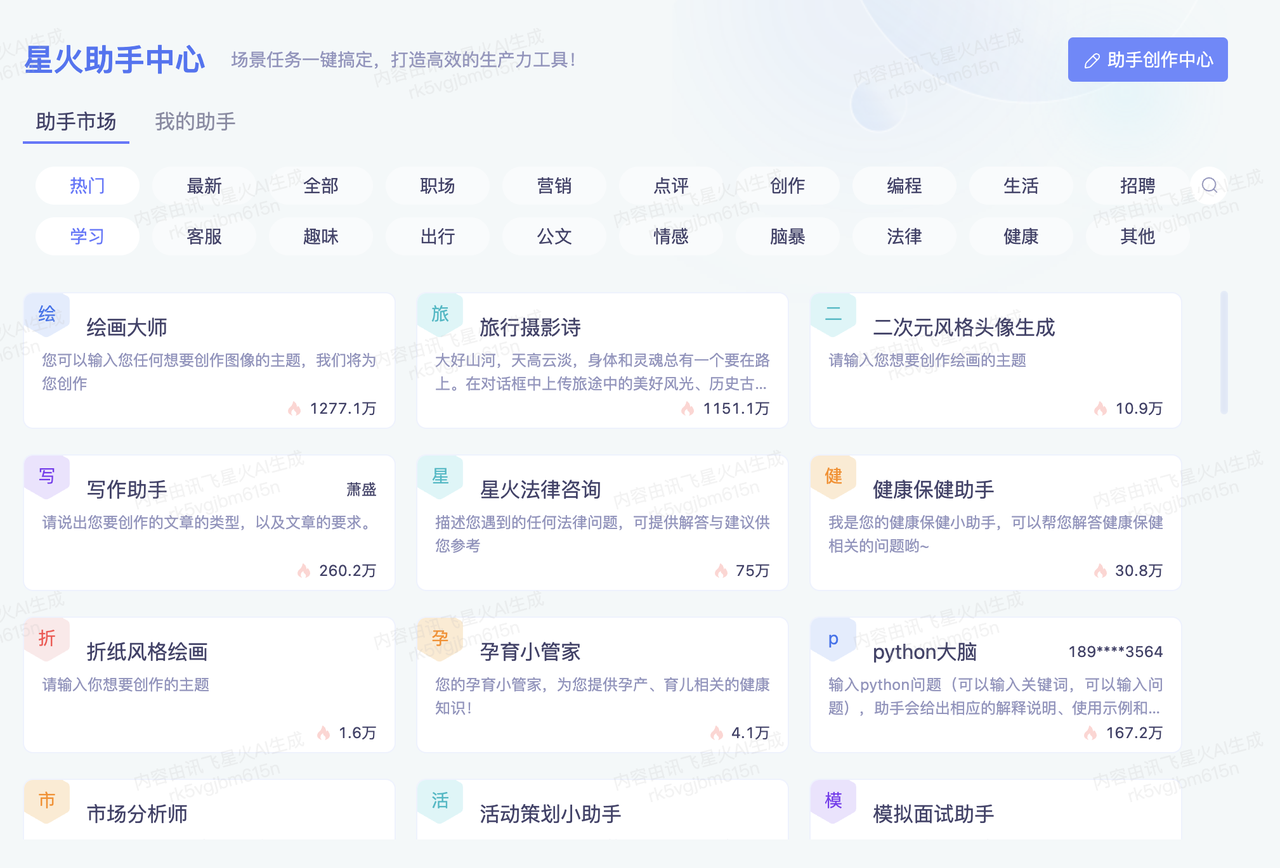 星火助手中心
场景任务一键搞定，打造高效的生产力工具！
助手创作中心
助手市场
我的助手
热门 最新 全部 职场 营销 点评 创作 编程 生活 招聘
学习 客服 趣味 出行 公文 情感 脑暴 法律 健康 其他
绘
绘画大师
您可以输入您任何想要创作图像的主题，我们将为
您创作
1277.1万
旅
旅行摄影诗
大好山河，天高云淡，身体和灵魂总有一个要在路
上。在对话框中上传旅途中的美好风光、历史古...
1151.1万
二
二次元风格头像生成
请输入您想要创作绘画的主题
10.9万
写
写作助手
萧盛
请说出您要创作的文章的类型，以及文章的要求。
260.2万
星
星火法律咨询
描述您遇到的任何法律问题，可提供解答与建议供
您参考
75万
健
健康保健助手
我是您的健康保健小助手，可以帮您解答健康保健
相关的问题哟~
30.8万
折
折纸风格绘画
请输入你想要创作的主题
1.6万
孕
孕育小管家
您的孕育小管家，为您提供孕产、育儿相关的健康
知识！
4.1万
p
python大脑
189****3564
输入python问题（可以输入关键词，可以输入问
题），助手会给出相应的解释说明、使用示例和...
167.2万
市
市场分析师
活
活动策划小助手
模
模拟面试助手
内容由讯飞星火AI生成
rk5vgjbm615n